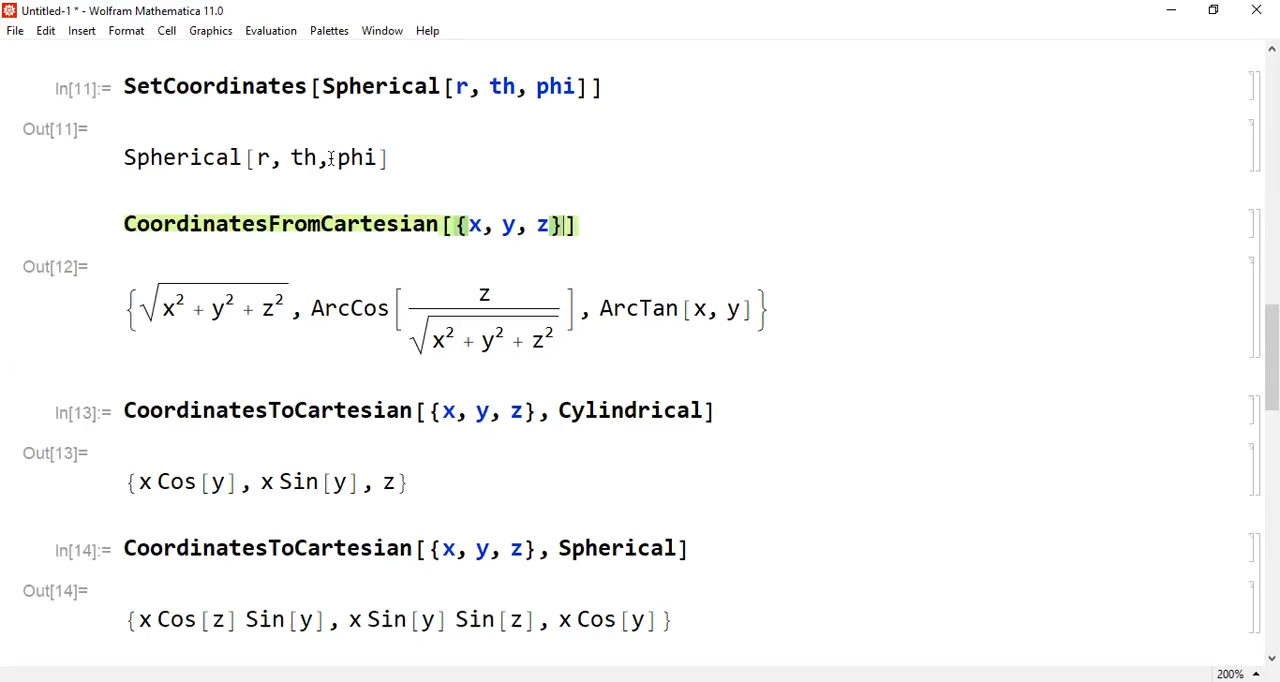 Untitled-1 * - Wolfram Mathematica 11.0
File Edit Insert Format Cell Graphics Evaluation Palettes Window Help
In[11]:= SetCoordinates[Spherical[r, th, phi]]
Out[11]=
Spherical[r, th, phi]
CoordinatesFromCartesian[{x, y, z}]
Out[12]=
{√(x² + y² + z²), ArcCos[z/√(x² + y² + z²)], ArcTan[x, y]}
In[13]:= CoordinatesToCartesian[{x, y, z}, Cylindrical]
Out[13]=
{x Cos[y], x Sin[y], z}
In[14]:= CoordinatesToCartesian[{x, y, z}, Spherical]
Out[14]=
{x Cos[z] Sin[y], x Sin[y] Sin[z], x Cos[y]}
200%